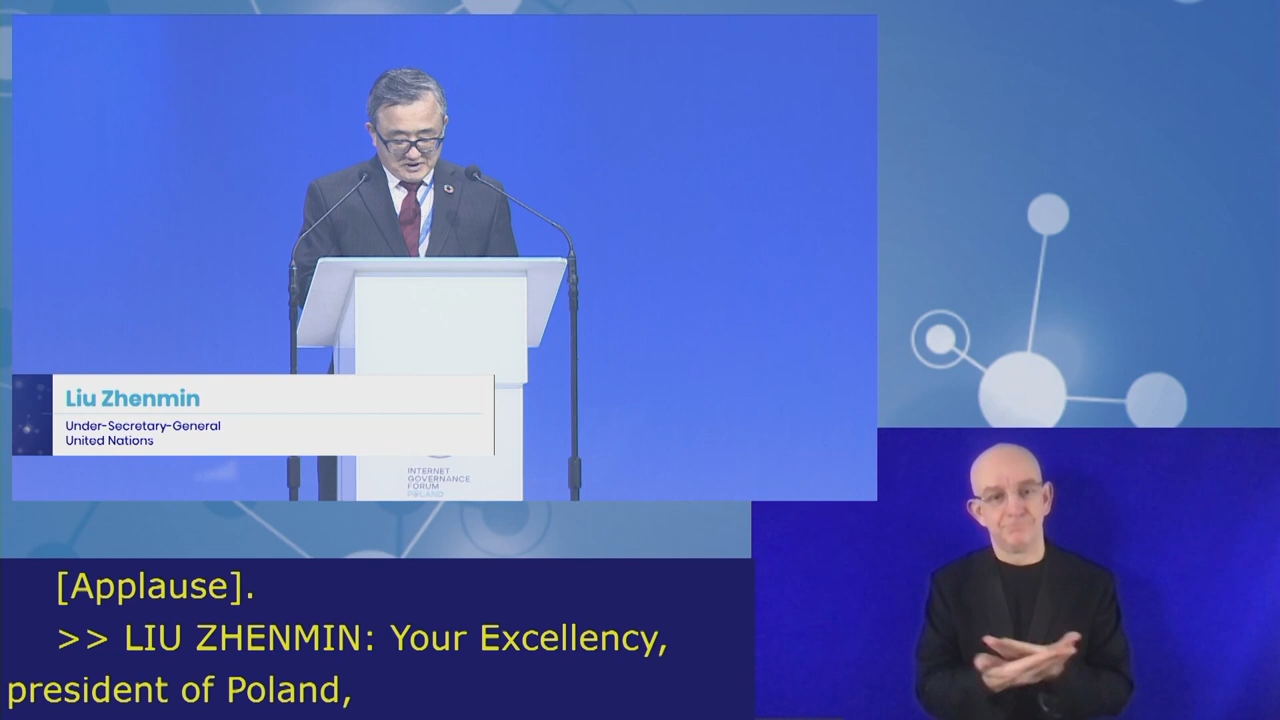 Liu Zhenmin
Under-Secretary-General
United Nations
INTERNET
GOVERNANCE
FORUM
POLAND
[Applause].
>> LIU ZHENMIN: Your Excellency,
president of Poland,